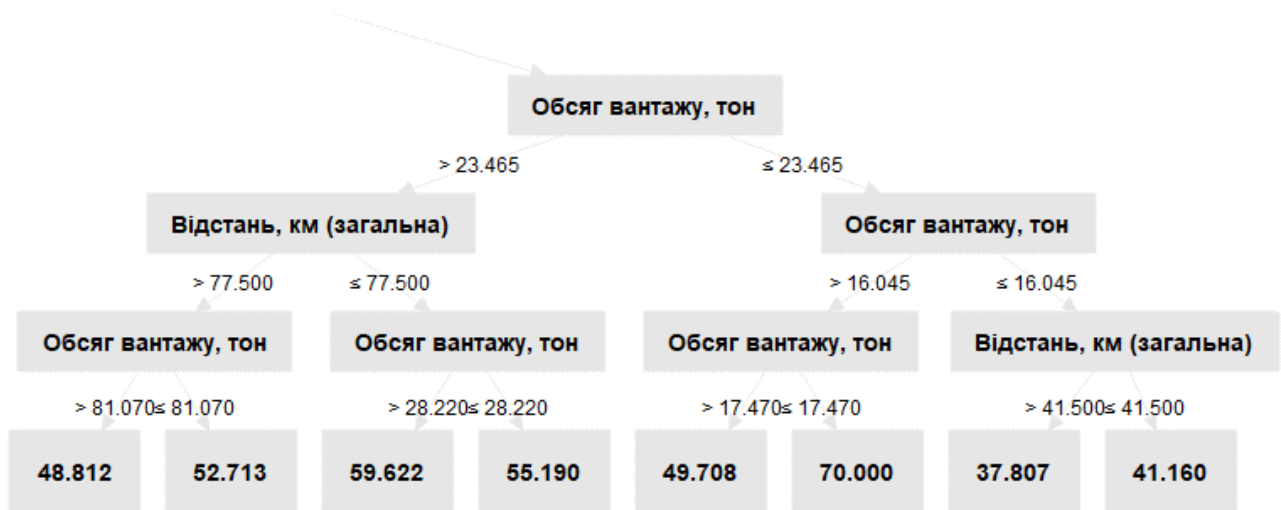 Обсяг вантажу, тон
> 23.465 ≤ 23.465
Відстань, км (загальна) Обсяг вантажу, тон
> 77.500 ≤ 77.500 > 16.045 ≤ 16.045
Обсяг вантажу, тон Обсяг вантажу, тон Обсяг вантажу, тон Відстань, км (загальна)
> 81.070≤ 81.070 > 28.220≤ 28.220 > 17.470≤ 17.470 > 41.500≤ 41.500
48.812 52.713 59.622 55.190 49.708 70.000 37.807 41.160